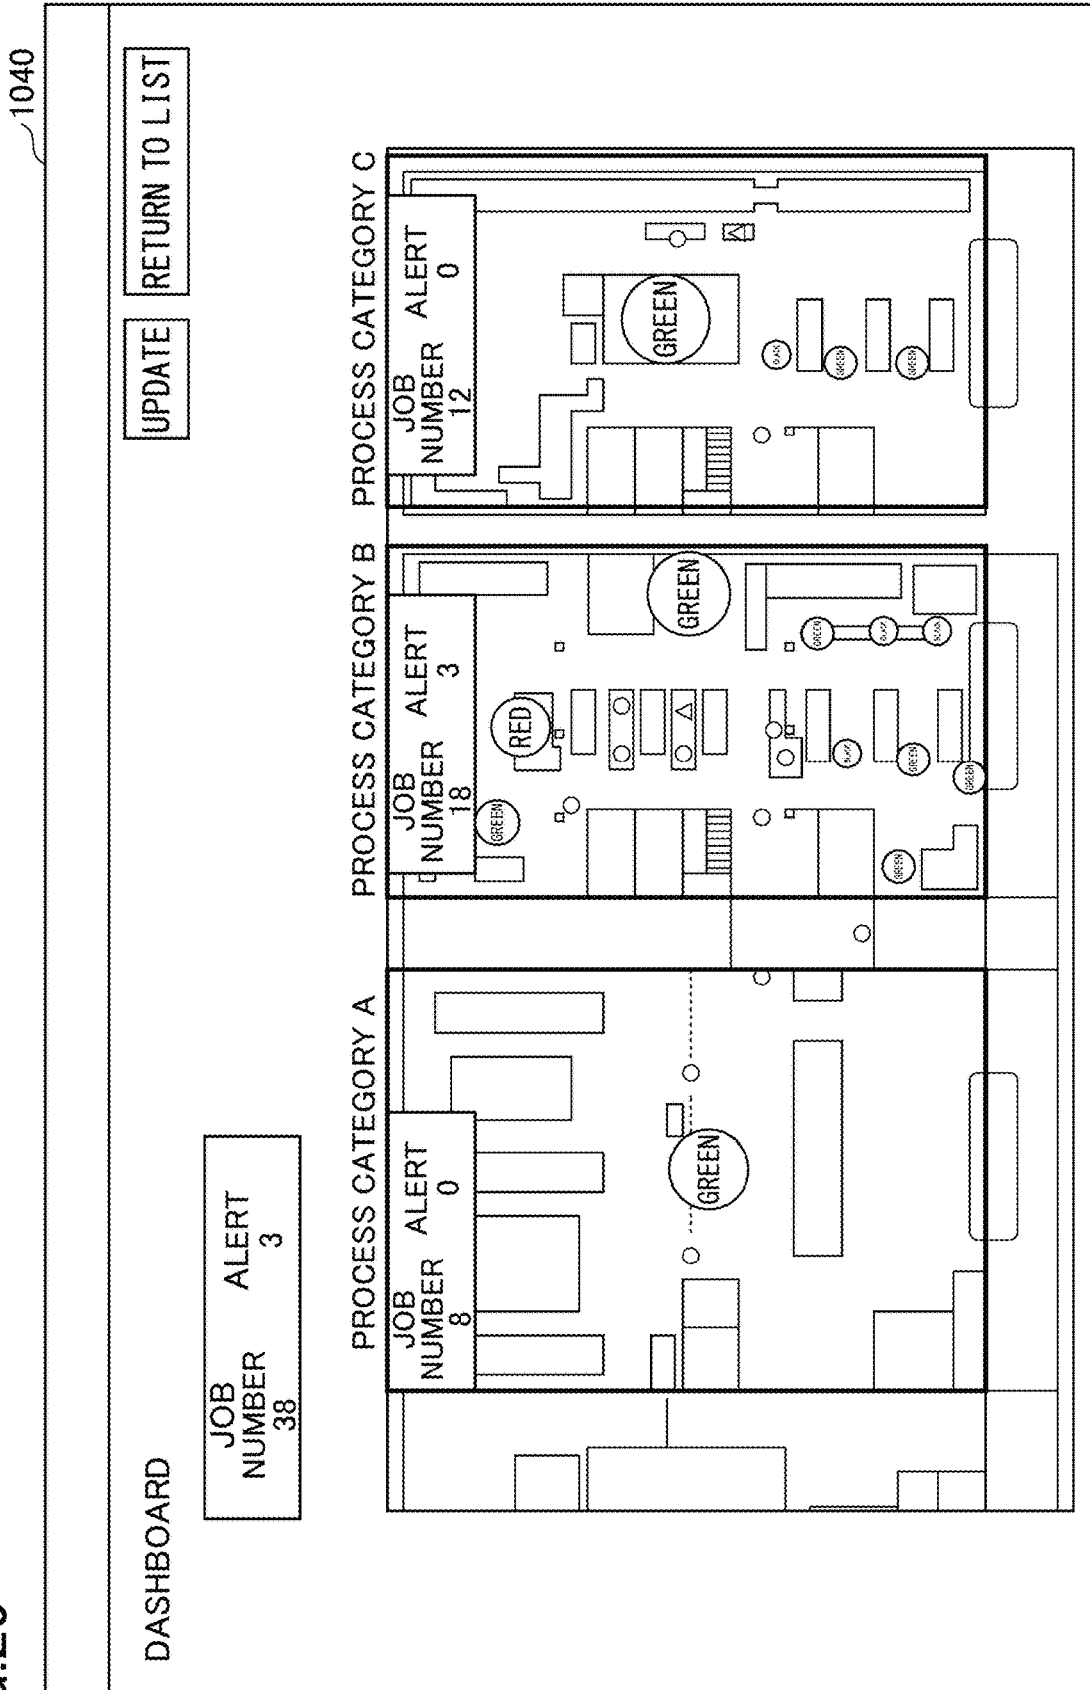 1040
DASHBOARD
UPDATE
RETURN TO LIST
JOB
NUMBER
38
ALERT
3
PROCESS CATEGORY A
JOB
NUMBER
8
ALERT
0
GREEN
PROCESS CATEGORY B
JOB
NUMBER
18
ALERT
3
GREEN
RED
GREEN
GREEN
GREEN
GREEN
GREEN
PROCESS CATEGORY C
JOB
NUMBER
12
ALERT
0
GREEN
GREEN
GREEN